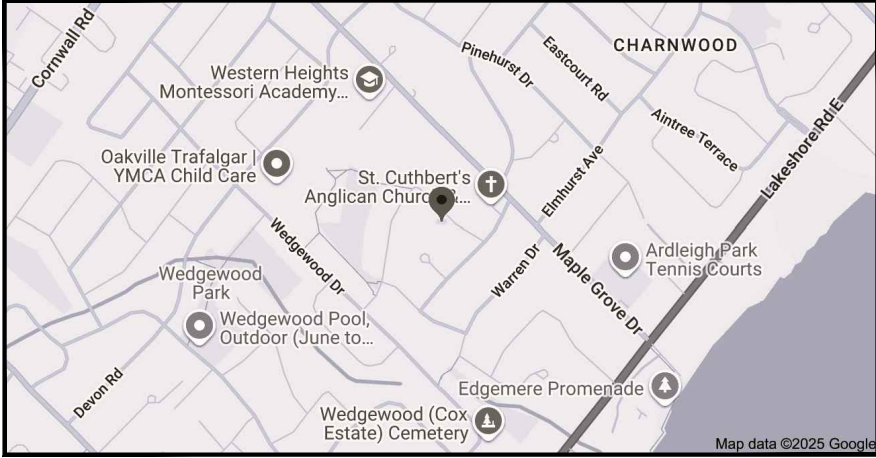 Cornwall Rd
Pinehurst Dr
Eastcourt Rd
CHARNWOOD
Western Heights
Montessori Academy...
Aintree Terrace
Lakeshore Rd E
Oakville Trafalgar |
YMCA Child Care
St. Cuthbert's
Anglican Church &...
Elmhurst Ave
Wedgewood Dr
Warren Dr
Maple Grove Dr
Ardleigh Park
Tennis Courts
Wedgewood
Park
Wedgewood Pool,
Outdoor (June to...
Devon Rd
Edgemere Promenade
Wedgewood (Cox
Estate) Cemetery
Map data ©2025 Google